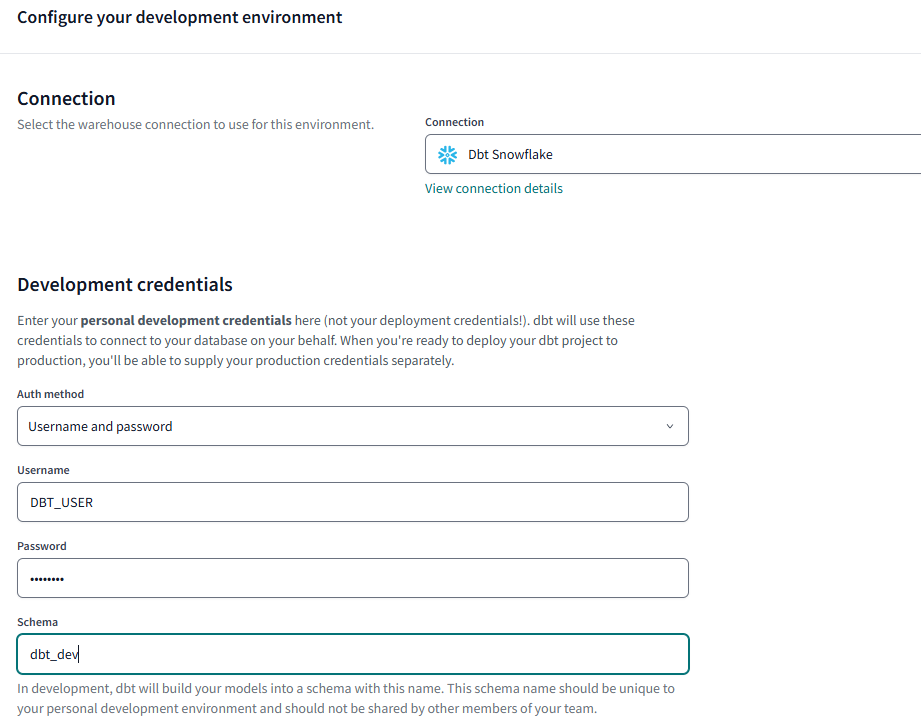 Configure your development environment
Connection
Select the warehouse connection to use for this environment.
Connection
Dbt Snowflake
View connection details
Development credentials
Enter your personal development credentials here (not your deployment credentials!). dbt will use these
credentials to connect to your database on your behalf. When you're ready to deploy your dbt project to
production, you'll be able to supply your production credentials separately.
Auth method
Username and password
Username
DBT_USER
Password
••••••••
Schema
dbt_dev
In development, dbt will build your models into a schema with this name. This schema name should be unique to
your personal development environment and should not be shared by other members of your team.